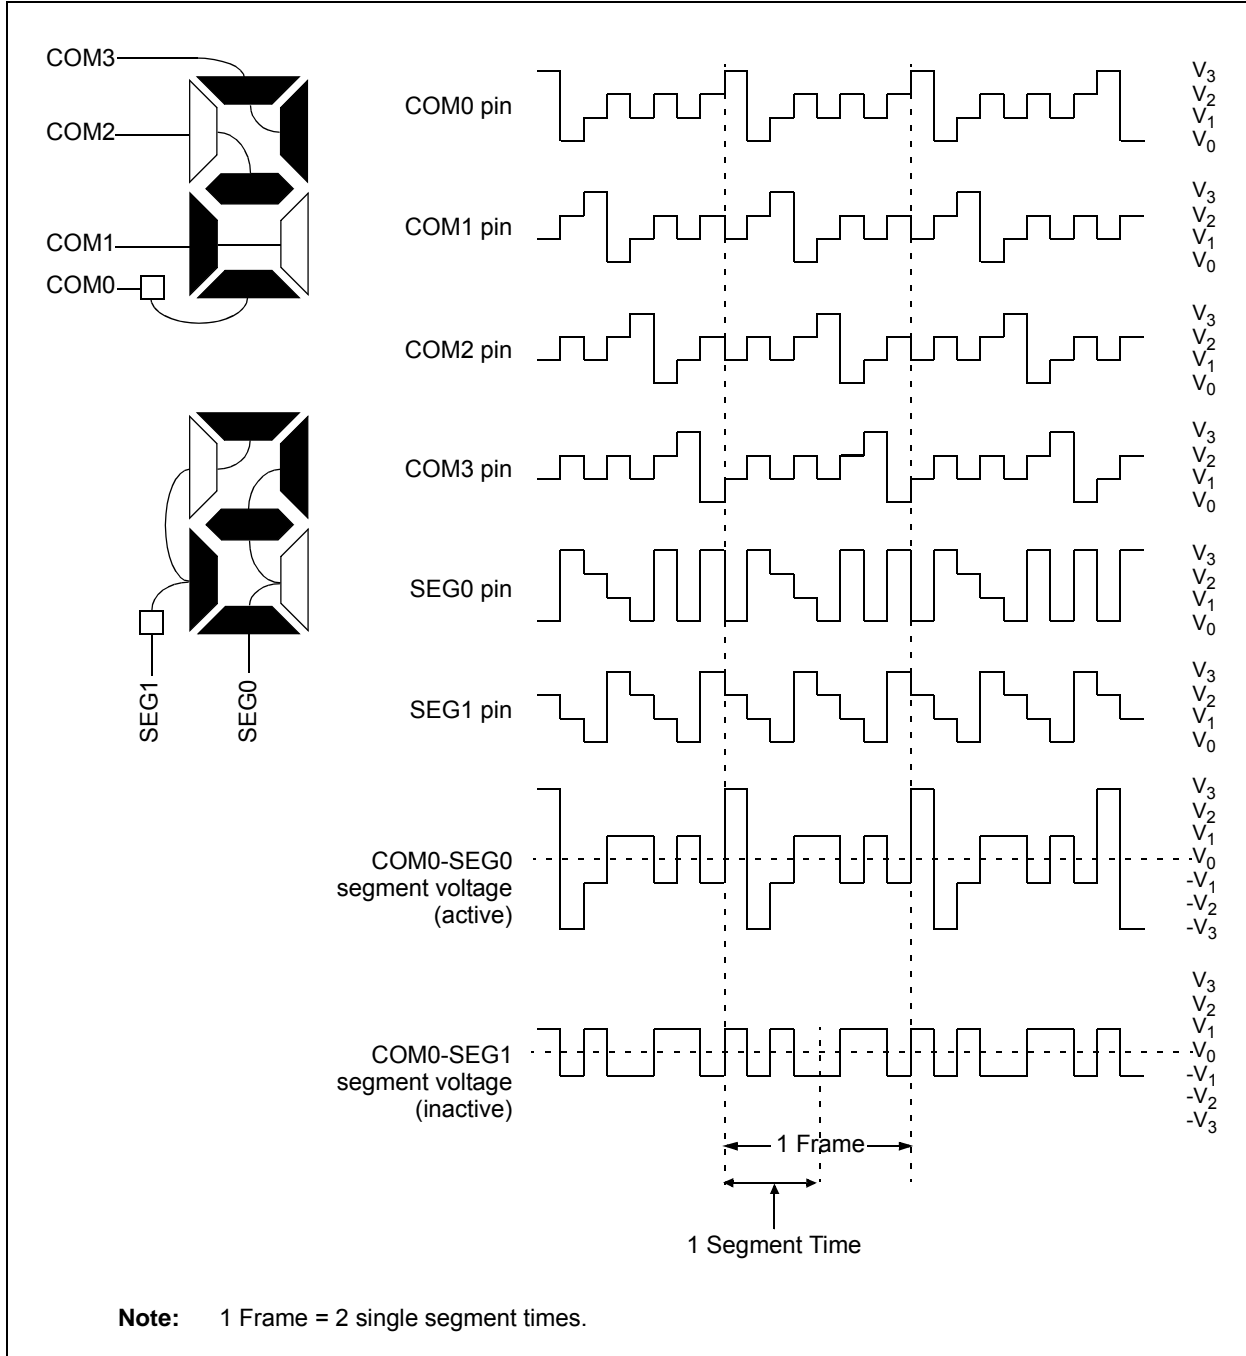 COM3
COM2
COM1
COM0
SEG1
SEG0
COM0 pin
V3
V2
V1
V0
COM1 pin
V3
V2
V1
V0
COM2 pin
V3
V2
V1
V0
COM3 pin
V3
V2
V1
V0
SEG0 pin
V3
V2
V1
V0
SEG1 pin
V3
V2
V1
V0
COM0-SEG0
segment voltage
(active)
V3
V2
V1
V0
-V1
-V2
-V3
COM0-SEG1
segment voltage
(inactive)
V3
V2
V1
V0
-V1
-V2
-V3
1 Frame
1 Segment Time
Note: 1 Frame = 2 single segment times.